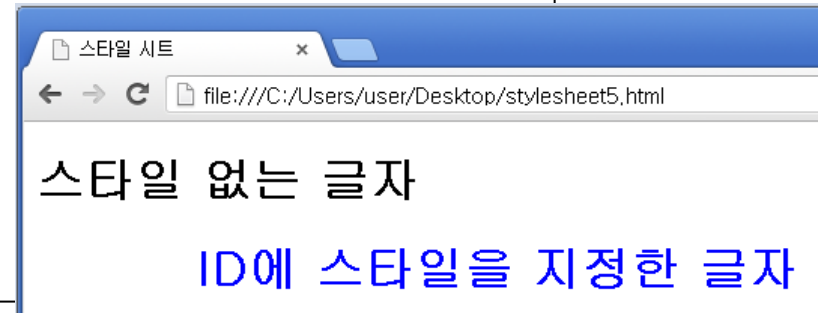 스타일 시트
file:///C:/Users/user/Desktop/stylesheet5.html
스타일 없는 글자
ID에 스타일을 지정한 글자